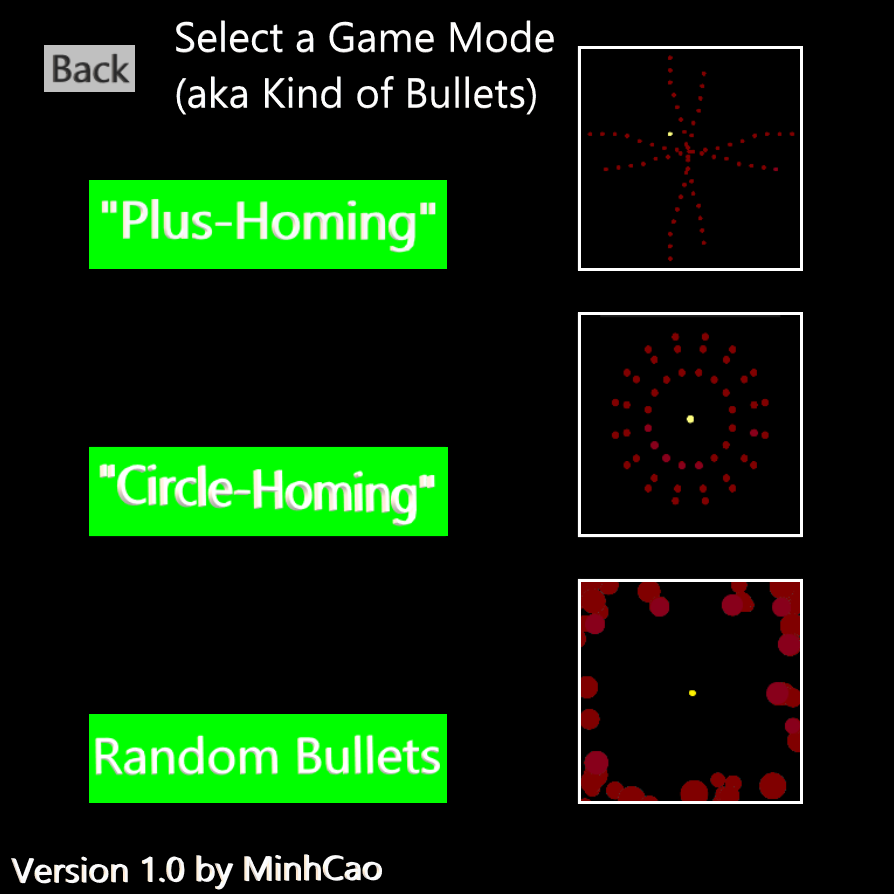 Back
Select a Game Mode
(aka Kind of Bullets)
"Plus-Homing"
"Circle-Homing"
Random Bullets
Version 1.0 by MinhCao